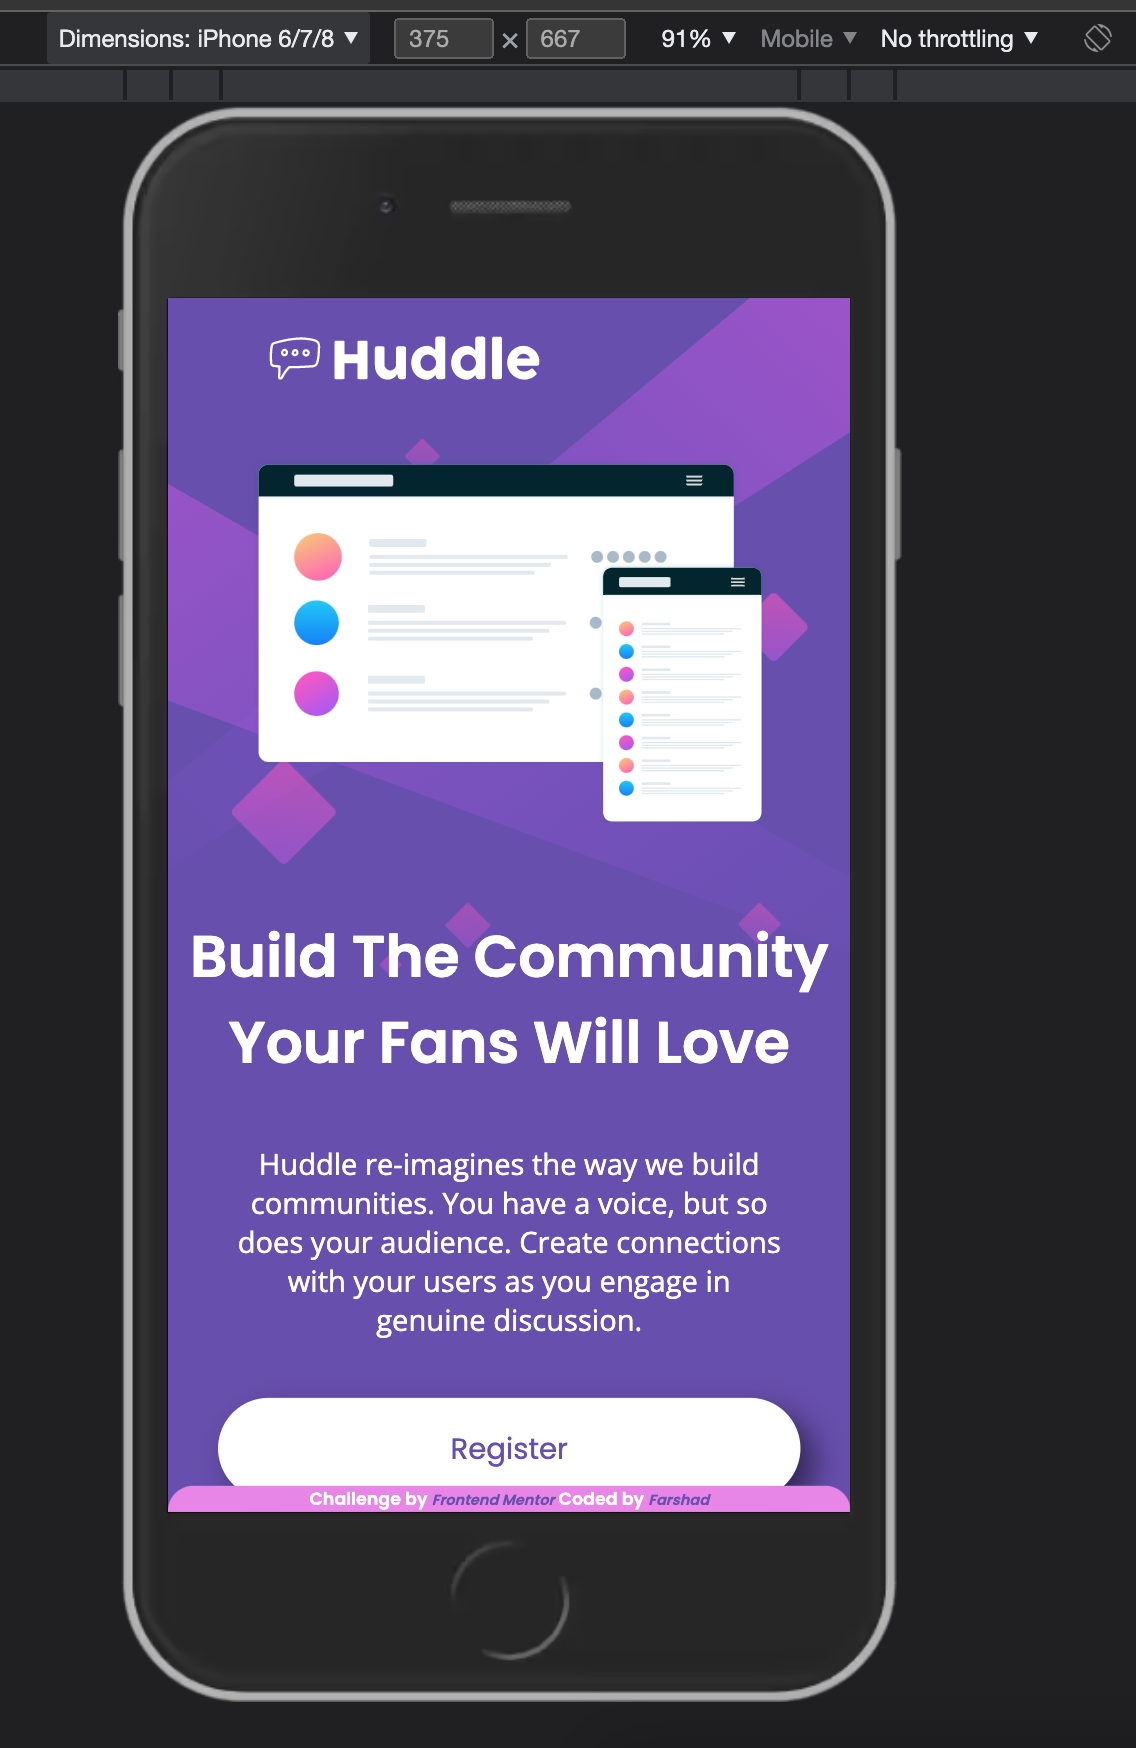 Dimensions: iPhone 6/7/8 ▼ 375 × 667 91% ▼ Mobile ▼ No throttling ▼
Huddle
Build The Community
Your Fans Will Love
Huddle re-imagines the way we build
communities. You have a voice, but so
does your audience. Create connections
with your users as you engage in
genuine discussion.
Register
Challenge by Frontend Mentor Coded by Farshad